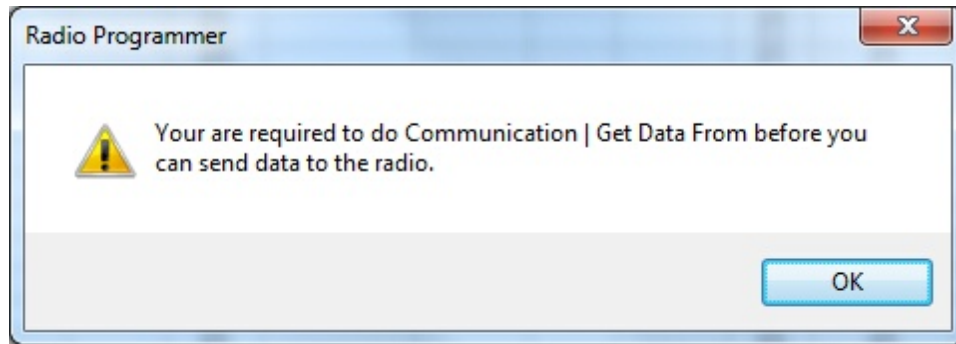 Radio Programmer
Your are required to do Communication | Get Data From before you
can send data to the radio.
OK